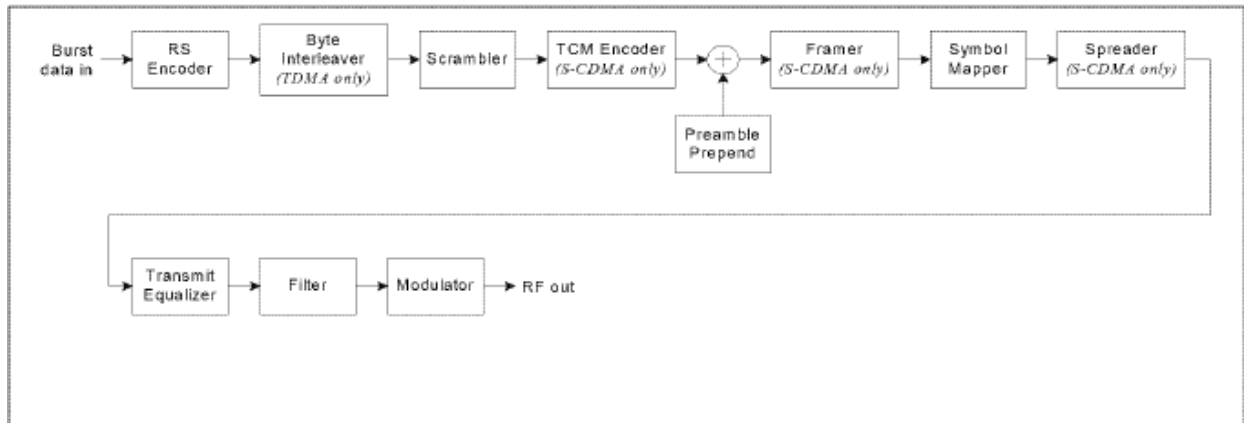 Burst
data in
RS
Encoder
Byte
Interleaver
(TDMA only)
Scrambler
TCM Encoder
(S-CDMA only)
Framer
(S-CDMA only)
Symbol
Mapper
Spreader
(S-CDMA only)
Preamble
Prepend
Transmit
Equalizer
Filter
Modulator
RF out